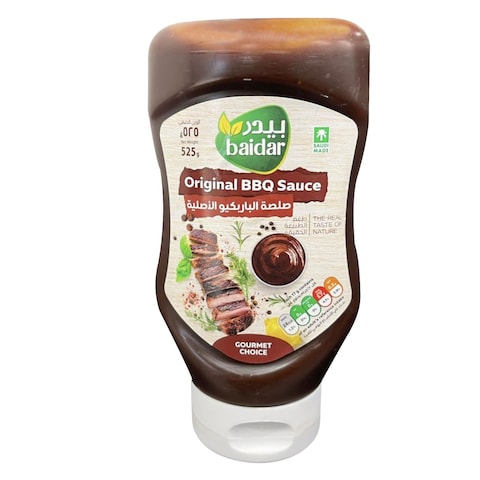 بيدر
baidar
الوزن الصافي
٥٢٥
Net Weight
525g
SAUDI
MADE
Original BBQ Sauce
صلصة الباربكيو الأصلية
THE REAL
TASTE OF
NATURE
طعم
الطبيعة
الحقيقية
GOURMET
CHOICE